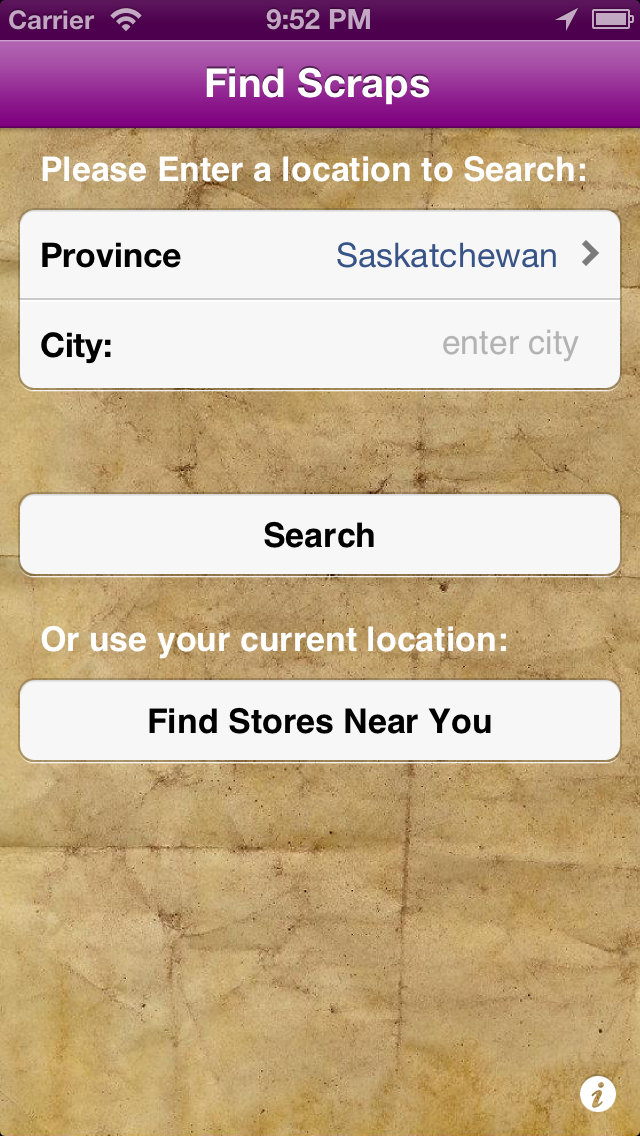 Carrier 9:52 PM
Find Scraps
Please Enter a location to Search:
Province Saskatchewan
City: enter city
Search
Or use your current location:
Find Stores Near You
i